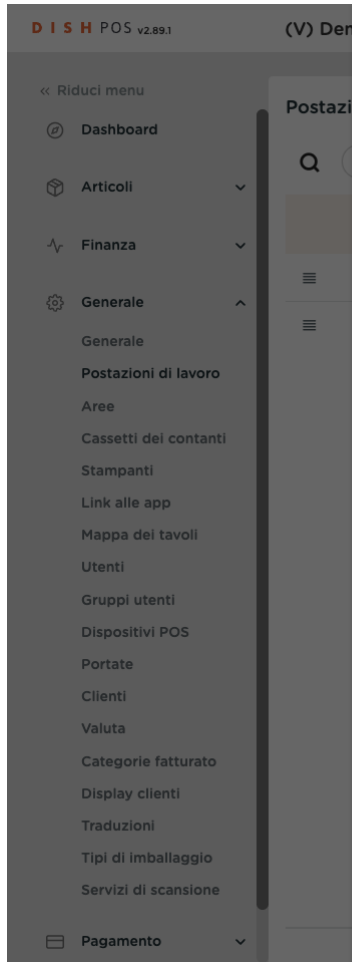 DISH POS v2.89.1
(V) Den
« Riduci menu
Postazi
Dashboard
Articoli
Finanza
Generale
Generale
Postazioni di lavoro
Aree
Cassetti dei contanti
Stampanti
Link alle app
Mappa dei tavoli
Utenti
Gruppi utenti
Dispositivi POS
Portate
Clienti
Valuta
Categorie fatturato
Display clienti
Traduzioni
Tipi di imballaggio
Servizi di scansione
Pagamento